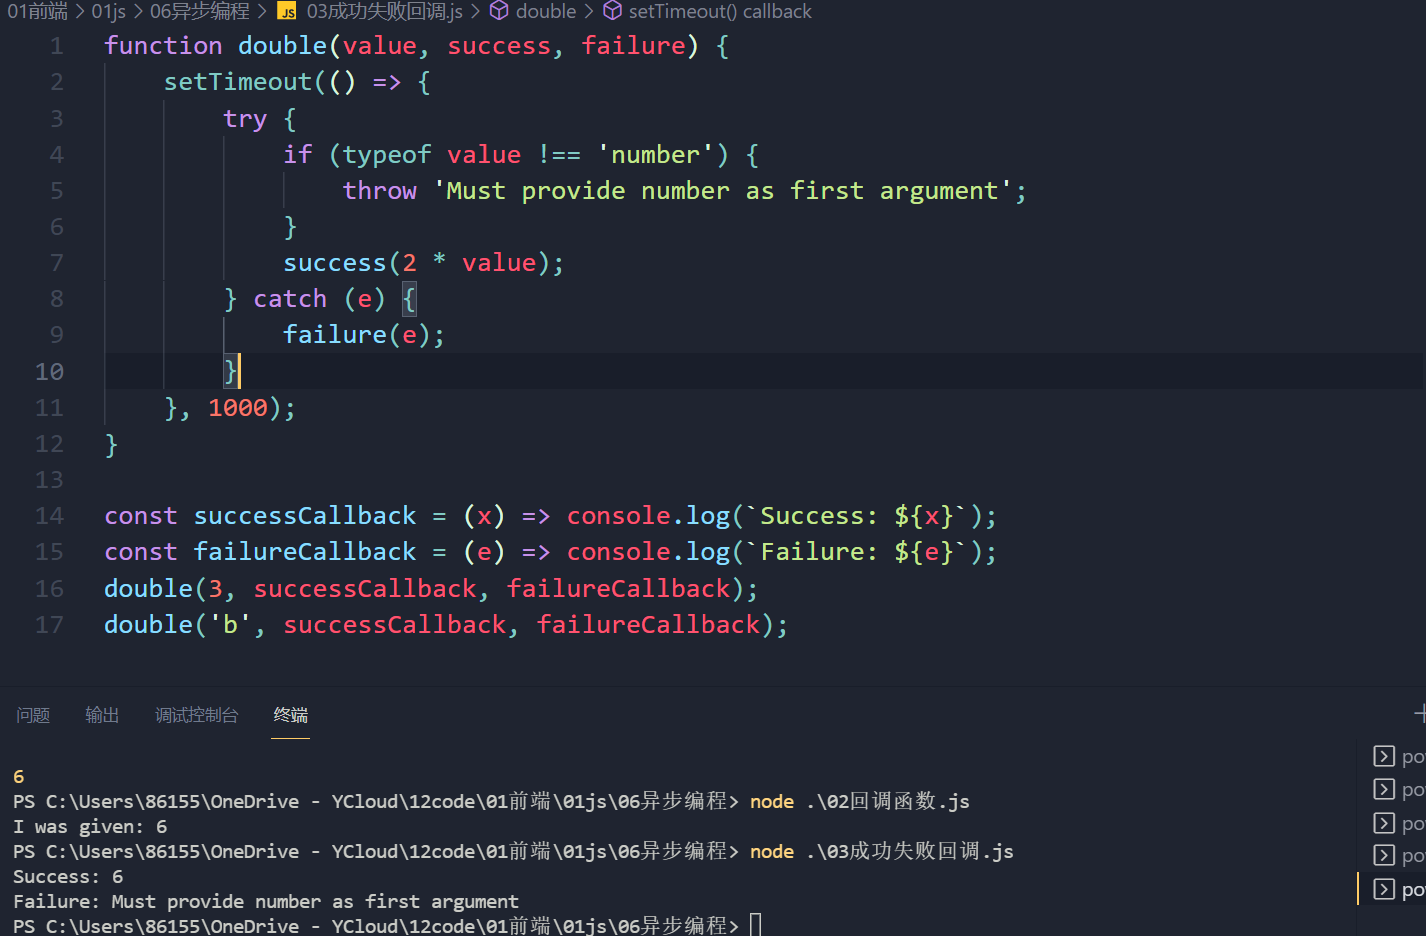 01前端 > 01js > 06异步编程 > JS 03成功失败回调.js > double > setTimeout() callback
1 function double(value, success, failure) {
2     setTimeout(() => {
3         try {
4             if (typeof value !== 'number') {
5                 throw 'Must provide number as first argument';
6             }
7             success(2 * value);
8         } catch (e) {
9             failure(e);
10         }
11     }, 1000);
12 }
13
14 const successCallback = (x) => console.log(`Success: ${x}`);
15 const failureCallback = (e) => console.log(`Failure: ${e}`);
16 double(3, successCallback, failureCallback);
17 double('b', successCallback, failureCallback);
问题 输出 调试控制台 终端
6
PS C:\Users\86155\OneDrive - YCloud\12code\01前端\01js\06异步编程> node .\02回调函数.js
I was given: 6
PS C:\Users\86155\OneDrive - YCloud\12code\01前端\01js\06异步编程> node .\03成功失败回调.js
Success: 6
Failure: Must provide number as first argument
PS C:\Users\86155\OneDrive - YCloud\12code\01前端\01js\06异步编程>
po
po
po
po
po